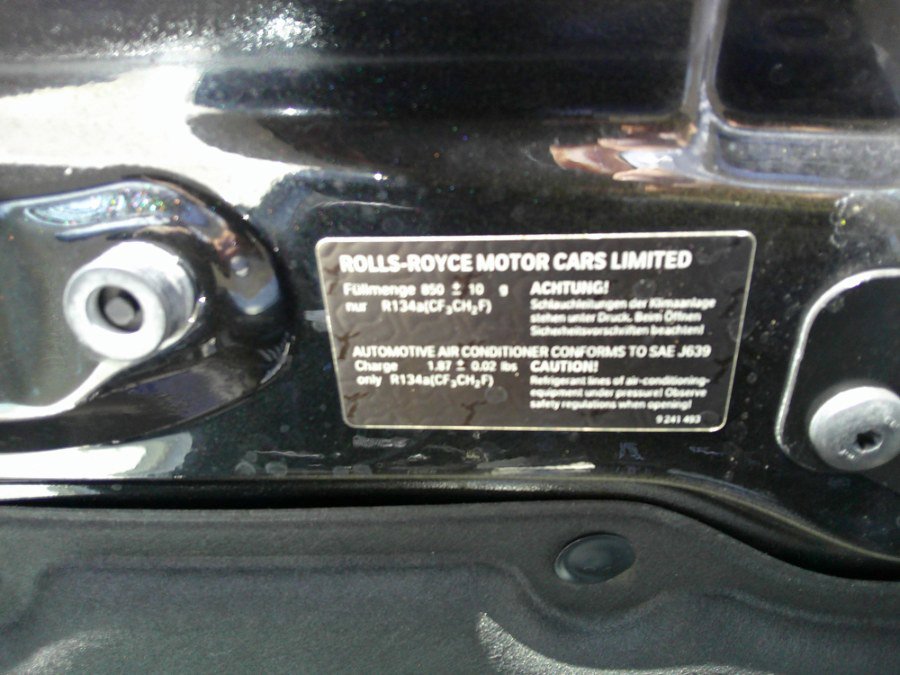 ROLLS-ROYCE MOTOR CARS LIMITED
Füllmenge 850 ± 10 g
nur R134a(CF₃CH₂F)
ACHTUNG!
Schlauchleitungen der Klimaanlage
stehen unter Druck. Beim Öffnen
Sicherheitsvorschriften beachten!
AUTOMOTIVE AIR CONDITIONER CONFORMS TO SAE J639
Charge 1.87 ± 0.02 lbs
only R134a(CF₃CH₂F)
CAUTION!
Refrigerant lines of air-conditioning-
equipment under pressure! Observe
safety regulations when opening!
9 241 493